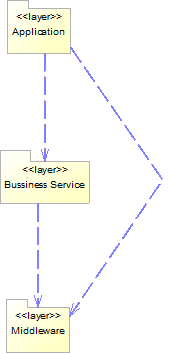 <<layer>>
Application
<<layer>>
Bussiness Service
<<layer>>
Middleware